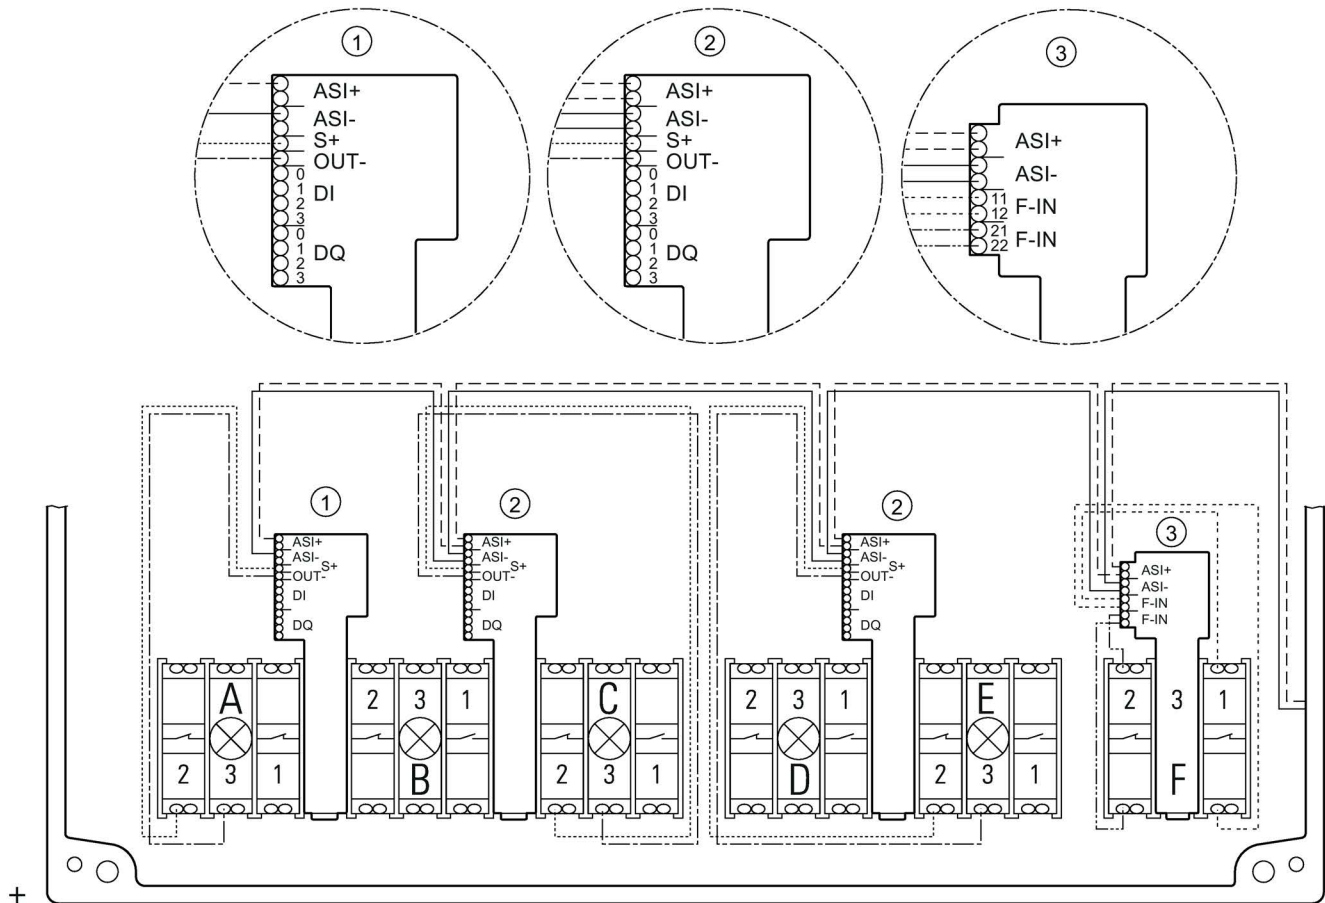 1
2
3
ASI+
ASI-
S+
OUT-
0
1 DI
2
3
0
1 DQ
2
3
ASI+
ASI-
S+
OUT-
0
1 DI
2
3
0
1 DQ
2
3
ASI+
ASI-
11 F-IN
12
21 F-IN
22
1
2
2
3
ASI+
ASI-
S+
OUT-
DI
DQ
ASI+
ASI-
S+
OUT-
DI
DQ
ASI+
ASI-
S+
OUT-
DI
DQ
ASI+
ASI-
F-IN
F-IN
A
2 3 1
C
2 3 1
E
2 3 1
2 3 1
B
2 3 1
D
2 3 1
F
2 3 1
+